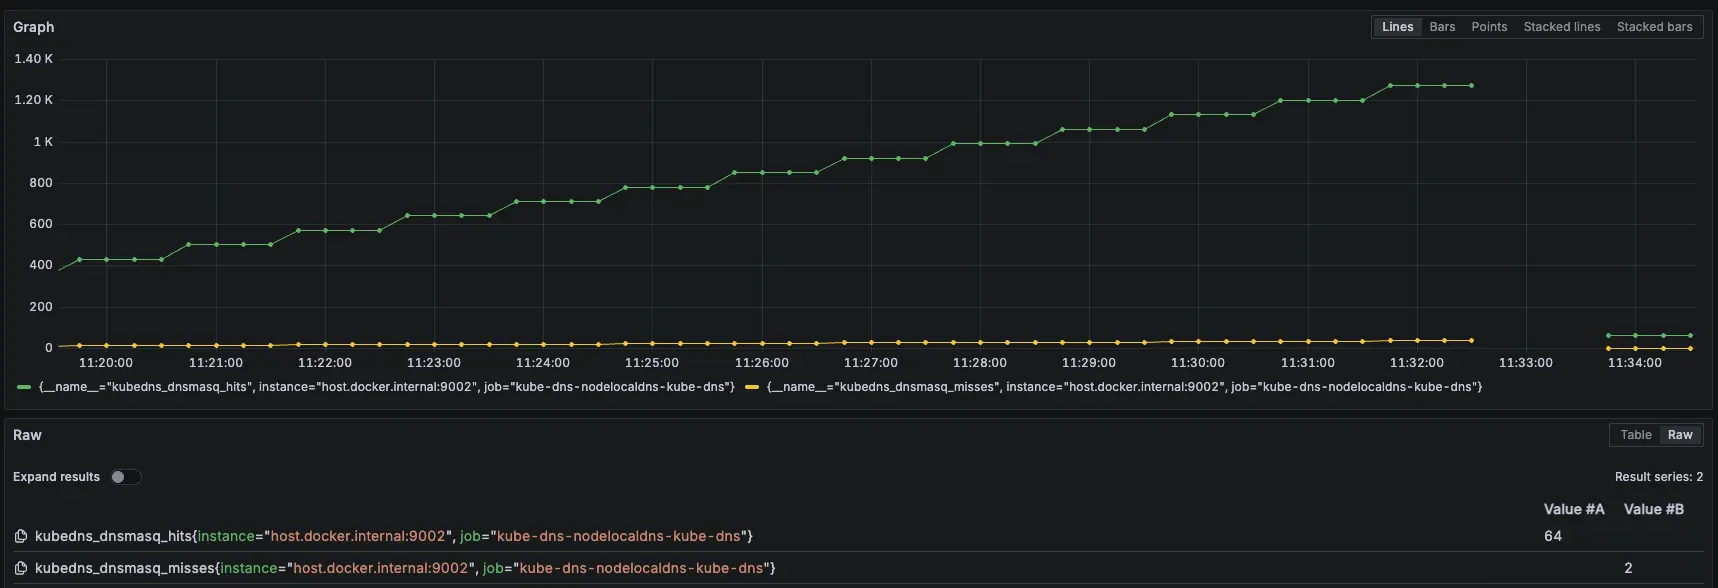 Graph
Lines Bars Points Stacked lines Stacked bars
1.40 K
1.20 K
1 K
800
600
400
200
0
11:20:00 11:21:00 11:22:00 11:23:00 11:24:00 11:25:00 11:26:00 11:27:00 11:28:00 11:29:00 11:30:00 11:31:00 11:32:00 11:33:00 11:34:00
{__name__="kubedns_dnsmasq_hits", instance="host.docker.internal:9002", job="kube-dns-nodelocaldns-kube-dns"} {__name__="kubedns_dnsmasq_misses", instance="host.docker.internal:9002", job="kube-dns-nodelocaldns-kube-dns"}
Raw
Table Raw
Expand results
Result series: 2
Value #A Value #B
kubedns_dnsmasq_hits{instance="host.docker.internal:9002", job="kube-dns-nodelocaldns-kube-dns"} 64
kubedns_dnsmasq_misses{instance="host.docker.internal:9002", job="kube-dns-nodelocaldns-kube-dns"} 2